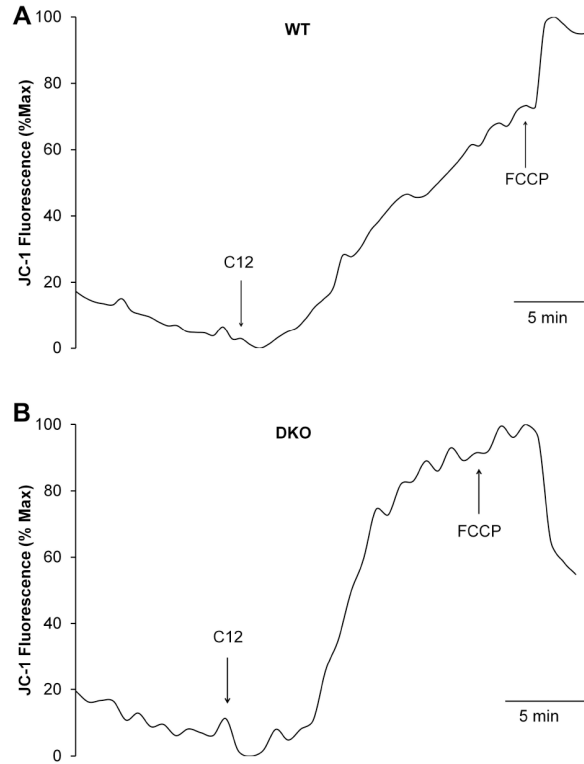 A
WT
JC-1 Fluorescence (%Max)
100
80
60
40
20
0
C12
FCCP
5 min
B
DKO
JC-1 Fluorescence (% Max)
100
80
60
40
20
0
C12
FCCP
5 min